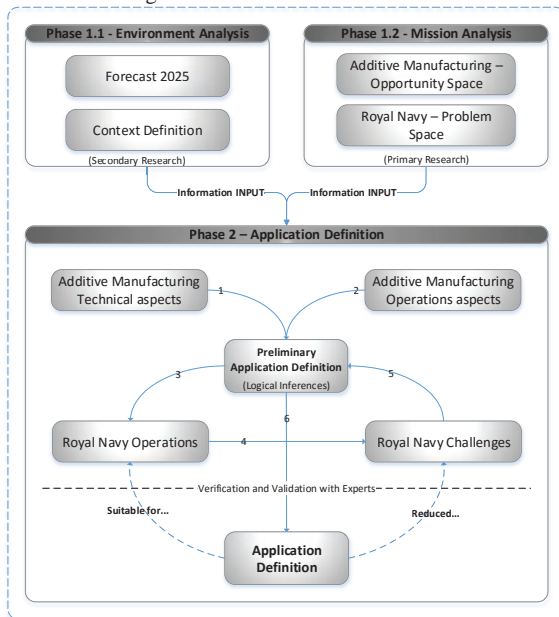 Phase 1.1 - Environment Analysis
Forecast 2025
Context Definition
(Secondary Research)
Phase 1.2 - Mission Analysis
Additive Manufacturing –
Opportunity Space
Royal Navy – Problem
Space
(Primary Research)
Information INPUT
Information INPUT
Phase 2 – Application Definition
Additive Manufacturing
Technical aspects
1
2
Additive Manufacturing
Operations aspects
Preliminary
Application Definition
(Logical Inferences)
3
5
6
Royal Navy Operations
4
Royal Navy Challenges
Verification and Validation with Experts
Suitable for...
Reduced...
Application
Definition